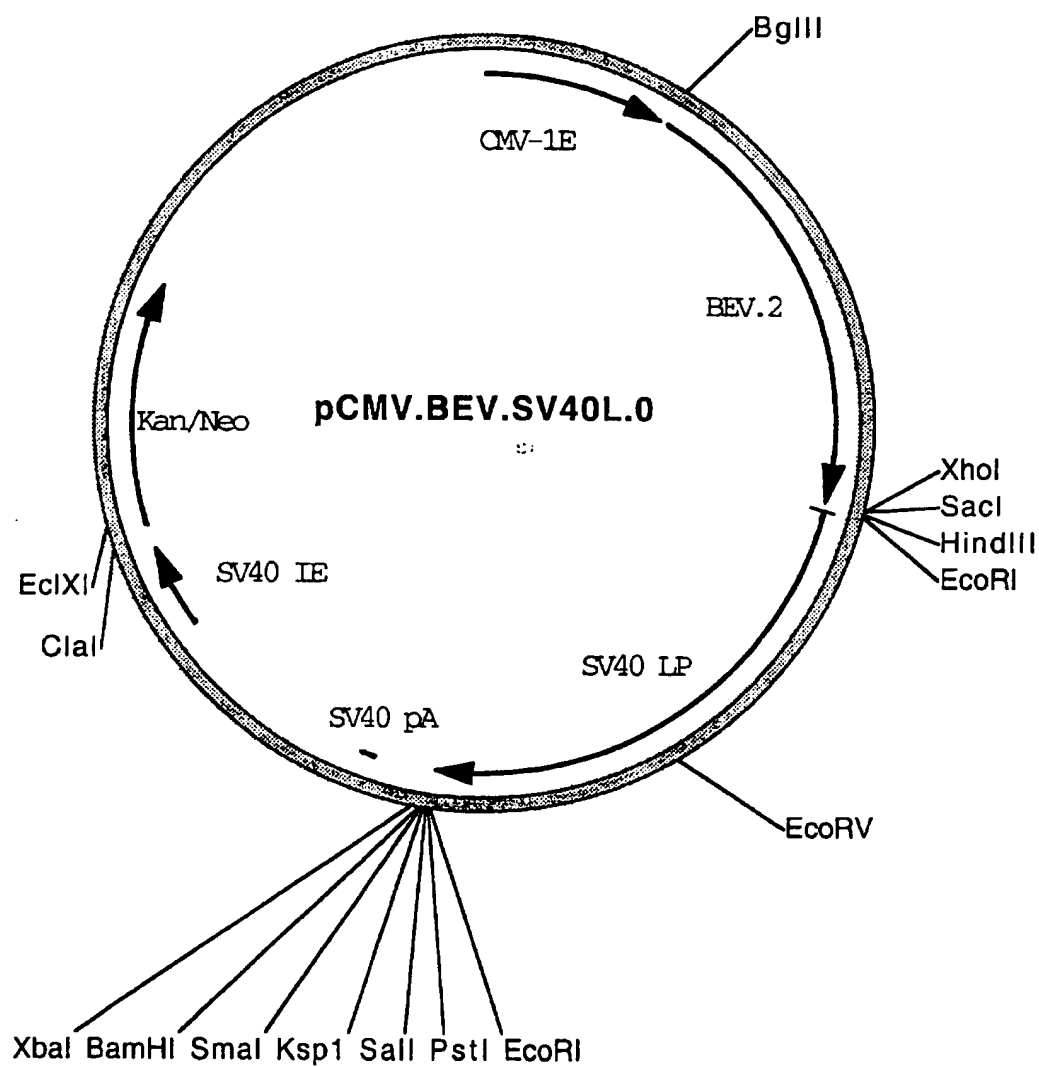 BglII
CMV-1E
BEV.2
pCMV.BEV.SV40L.0
Kan/Neo
XhoI
SacI
HindIII
EcoRI
SV40 IE
EclXI
ClaI
SV40 LP
SV40 pA
EcoRV
XbaI BamHI SmaI Ksp1 SalI PstI EcoRI